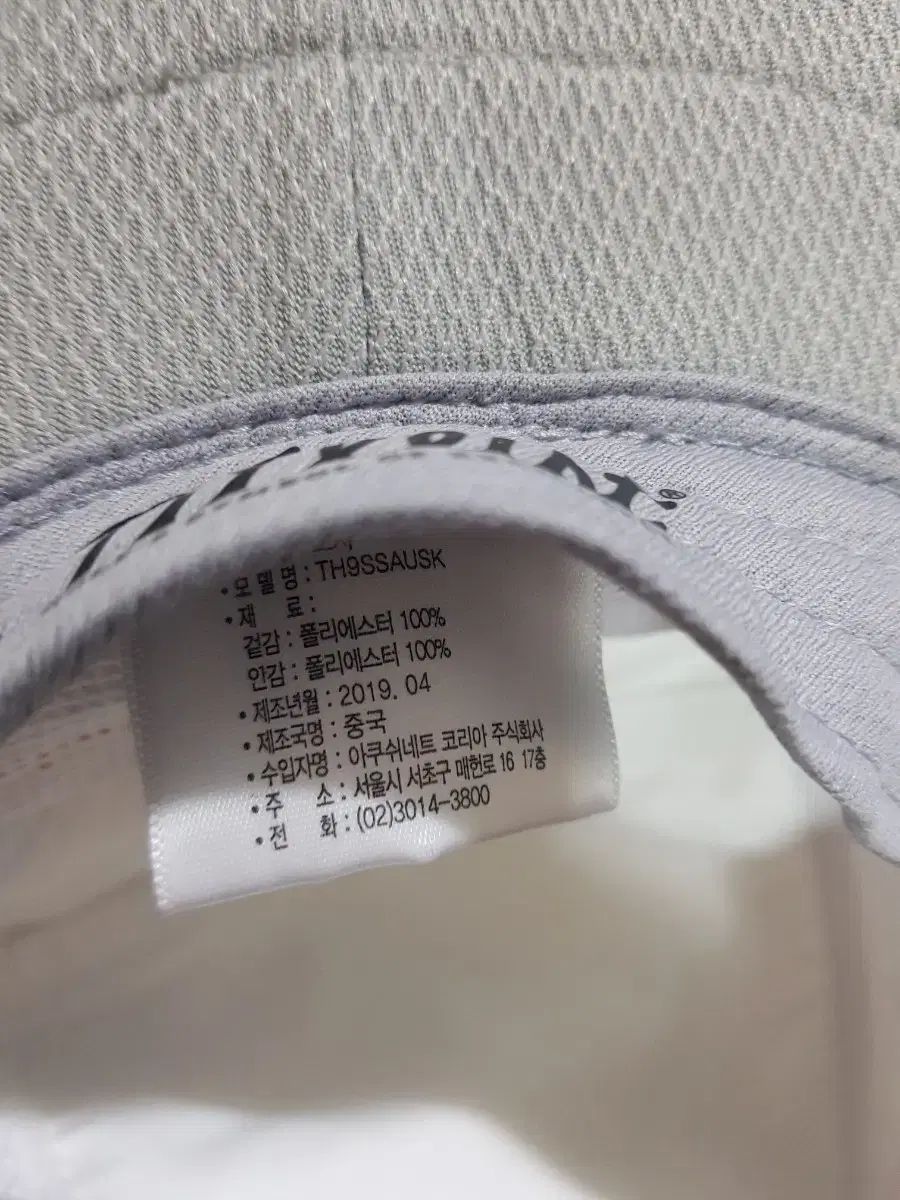 ®
• 모델명 : TH9SSAUSK
• 재 료 :
겉감 : 폴리에스터 100%
안감 : 폴리에스터 100%
• 제조년월 : 2019. 04
• 제조국명 : 중국
• 수입자명 : 아쿠쉬네트 코리아 주식회사
• 주 소 : 서울시 서초구 매헌로 16 17층
• 전 화 : (02)3014-3800